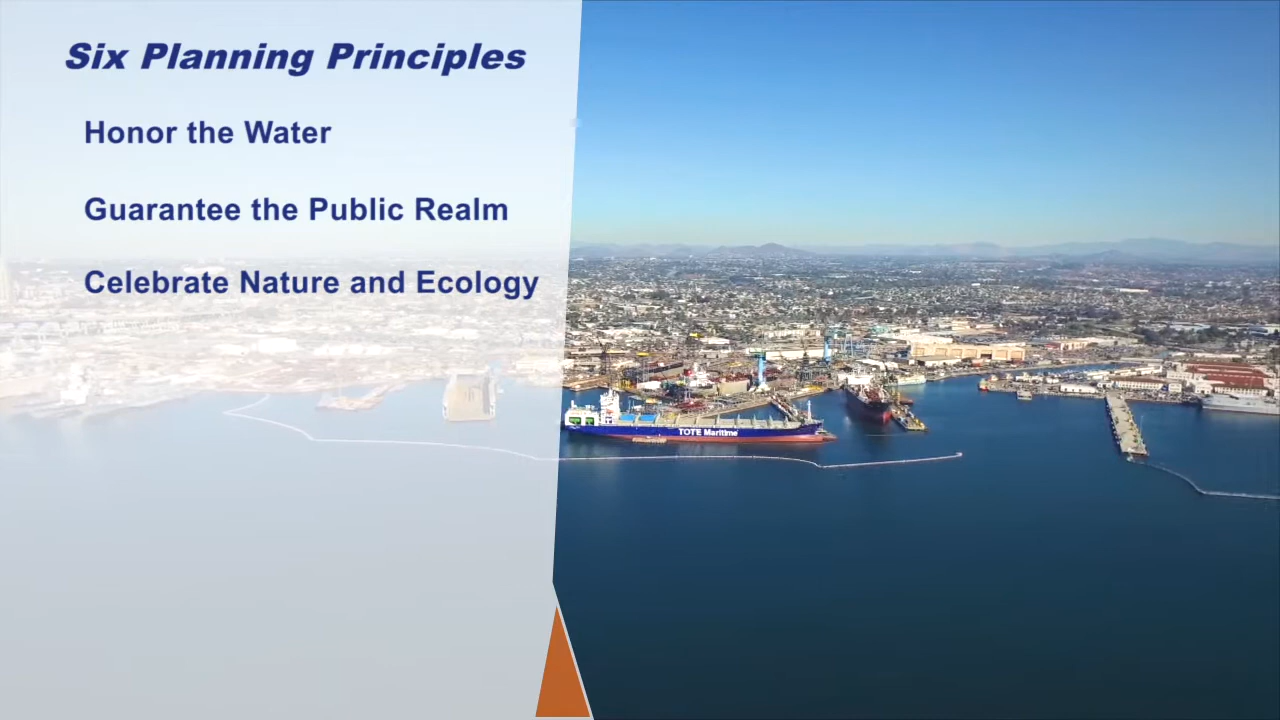 Six Planning Principles
Honor the Water
Guarantee the Public Realm
Celebrate Nature and Ecology
TOTE Maritime